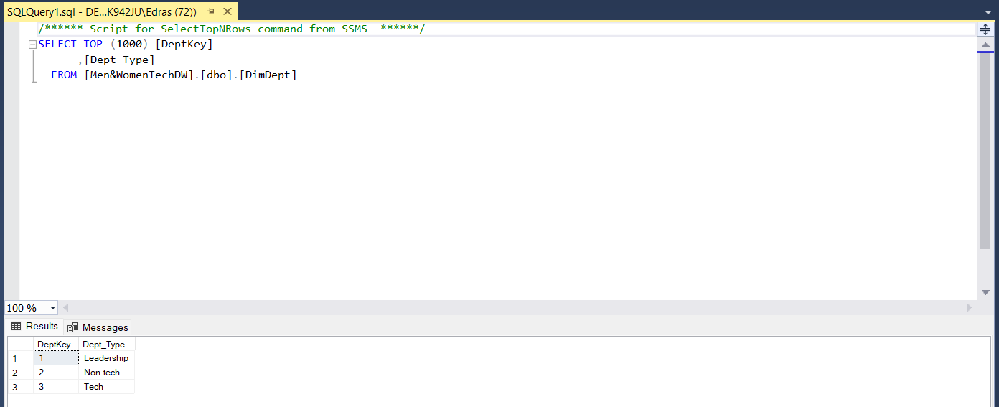 SQLQuery1.sql - DE...K942JU\Edras (72))
/****** Script for SelectTopNRows command from SSMS  ******/
SELECT TOP (1000) [DeptKey]
      ,[Dept_Type]
  FROM [Men&WomenTechDW].[dbo].[DimDept]
100 %
Results Messages
DeptKey Dept_Type
1 1 Leadership
2 2 Non-tech
3 3 Tech